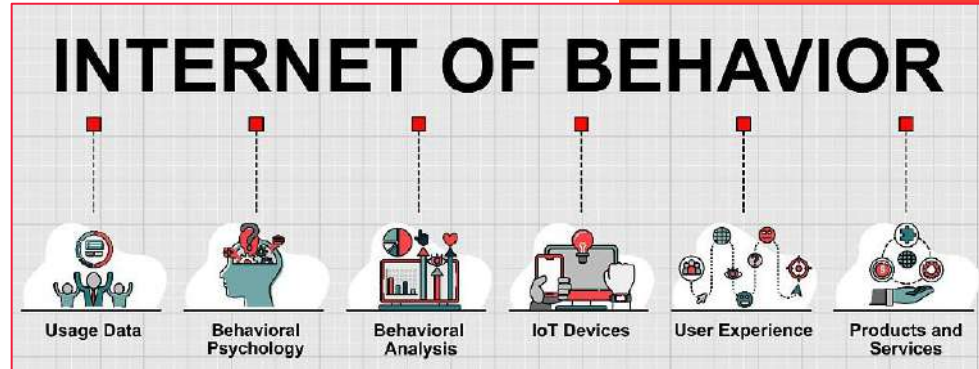 INTERNET OF BEHAVIOR
Usage Data
Behavioral
Psychology
Behavioral
Analysis
IoT Devices
User Experience
Products and
Services